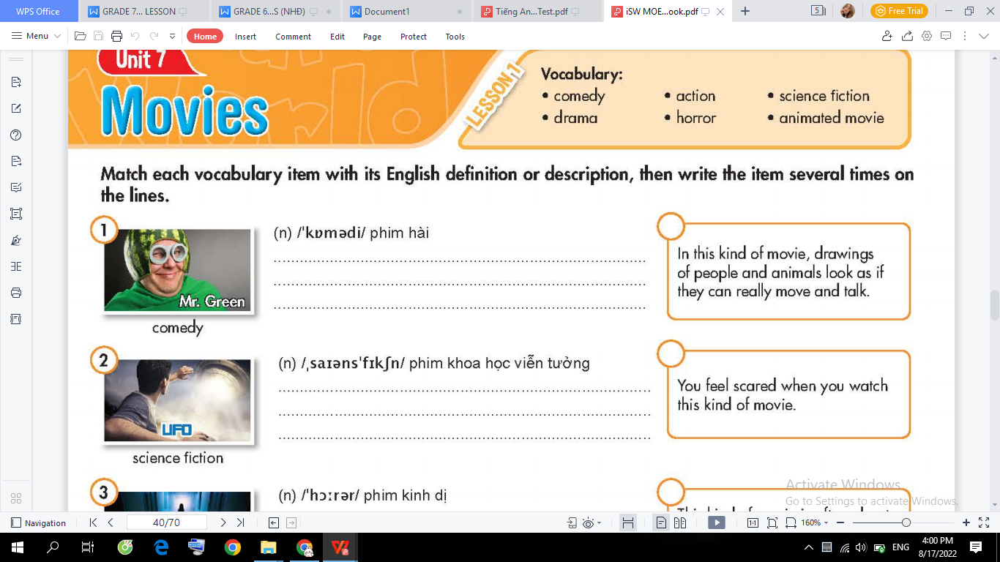 WPS Office
GRADE 7... LESSON
GRADE 6...S (NHĐ)
Document1
Tiếng An...Test.pdf
iSW MOE...ook.pdf
5
Free Trial
Menu
Home
Insert
Comment
Edit
Page
Protect
Tools
Unit 7
Movies
LESSON 1
Vocabulary:
• comedy • action • science fiction
• drama • horror • animated movie
Match each vocabulary item with its English definition or description, then write the item several times on
the lines.
1
Mr. Green
comedy
(n) /ˈkɒmədi/ phim hài
In this kind of movie, drawings
of people and animals look as if
they can really move and talk.
2
UFO
science fiction
(n) /ˌsaɪənsˈfɪkʃn/ phim khoa học viễn tưởng
You feel scared when you watch
this kind of movie.
3
(n) /ˈhɔːrər/ phim kinh dị
Activate Windows
Go to Settings to activate Windows.
Navigation
40/70
1:1
160%
ENG
4:00 PM
8/17/2022